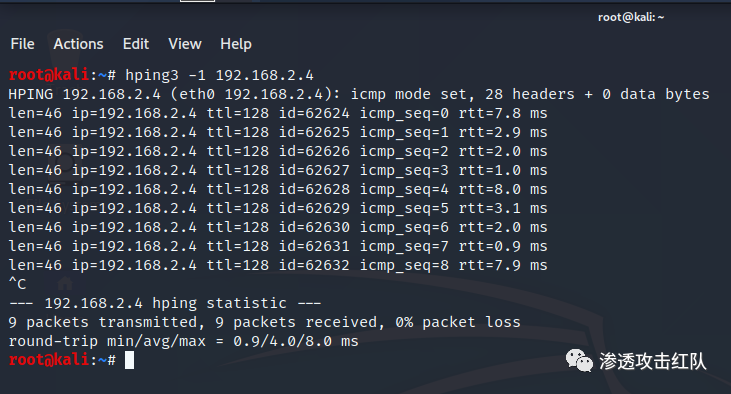 root@kali: ~
File Actions Edit View Help
root@kali:~# hping3 -1 192.168.2.4
HPING 192.168.2.4 (eth0 192.168.2.4): icmp mode set, 28 headers + 0 data bytes
len=46 ip=192.168.2.4 ttl=128 id=62624 icmp_seq=0 rtt=7.8 ms
len=46 ip=192.168.2.4 ttl=128 id=62625 icmp_seq=1 rtt=2.9 ms
len=46 ip=192.168.2.4 ttl=128 id=62626 icmp_seq=2 rtt=2.0 ms
len=46 ip=192.168.2.4 ttl=128 id=62627 icmp_seq=3 rtt=1.0 ms
len=46 ip=192.168.2.4 ttl=128 id=62628 icmp_seq=4 rtt=8.0 ms
len=46 ip=192.168.2.4 ttl=128 id=62629 icmp_seq=5 rtt=3.1 ms
len=46 ip=192.168.2.4 ttl=128 id=62630 icmp_seq=6 rtt=2.0 ms
len=46 ip=192.168.2.4 ttl=128 id=62631 icmp_seq=7 rtt=0.9 ms
len=46 ip=192.168.2.4 ttl=128 id=62632 icmp_seq=8 rtt=7.9 ms
^C
--- 192.168.2.4 hping statistic ---
9 packets transmitted, 9 packets received, 0% packet loss
round-trip min/avg/max = 0.9/4.0/8.0 ms
root@kali:~#
渗透攻击红队